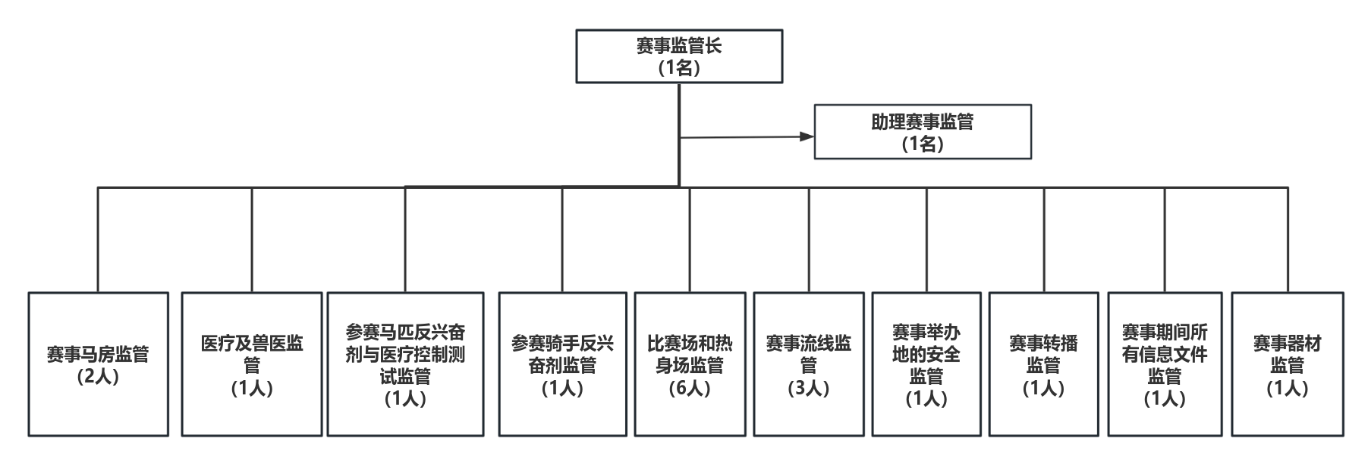 赛事监管长
（1名）
助理赛事监管
（1名）
赛事马房监管
（2人）
医疗及兽医监
管
（1人）
参赛马匹反兴奋
剂与医疗控制测
试监管
（1人）
参赛骑手反兴
奋剂监管
（1人）
比赛场和热
身场监管
（6人）
赛事流线监
管
（3人）
赛事举办
地的安全
监管
（1人）
赛事转播
监管
（1人）
赛事期间所
有信息文件
监管
（1人）
赛事器材
监管
（1人）